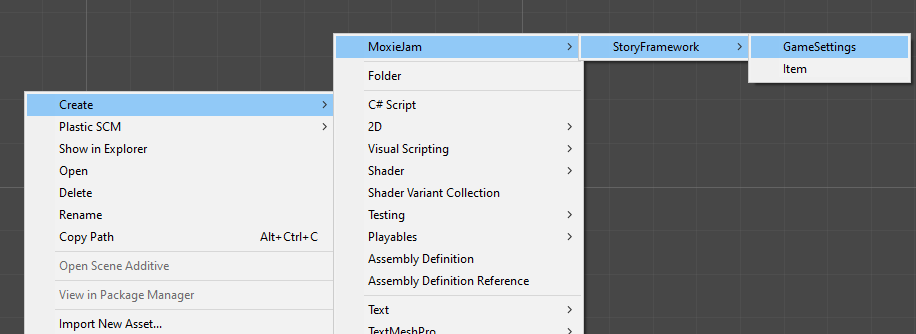 Create
Plastic SCM
Show in Explorer
Open
Delete
Rename
Copy Path Alt+Ctrl+C
Open Scene Additive
View in Package Manager
Import New Asset...
MoxieJam
Folder
C# Script
2D
Visual Scripting
Shader
Shader Variant Collection
Testing
Playables
Assembly Definition
Assembly Definition Reference
Text
TextMeshPro
StoryFramework
GameSettings
Item